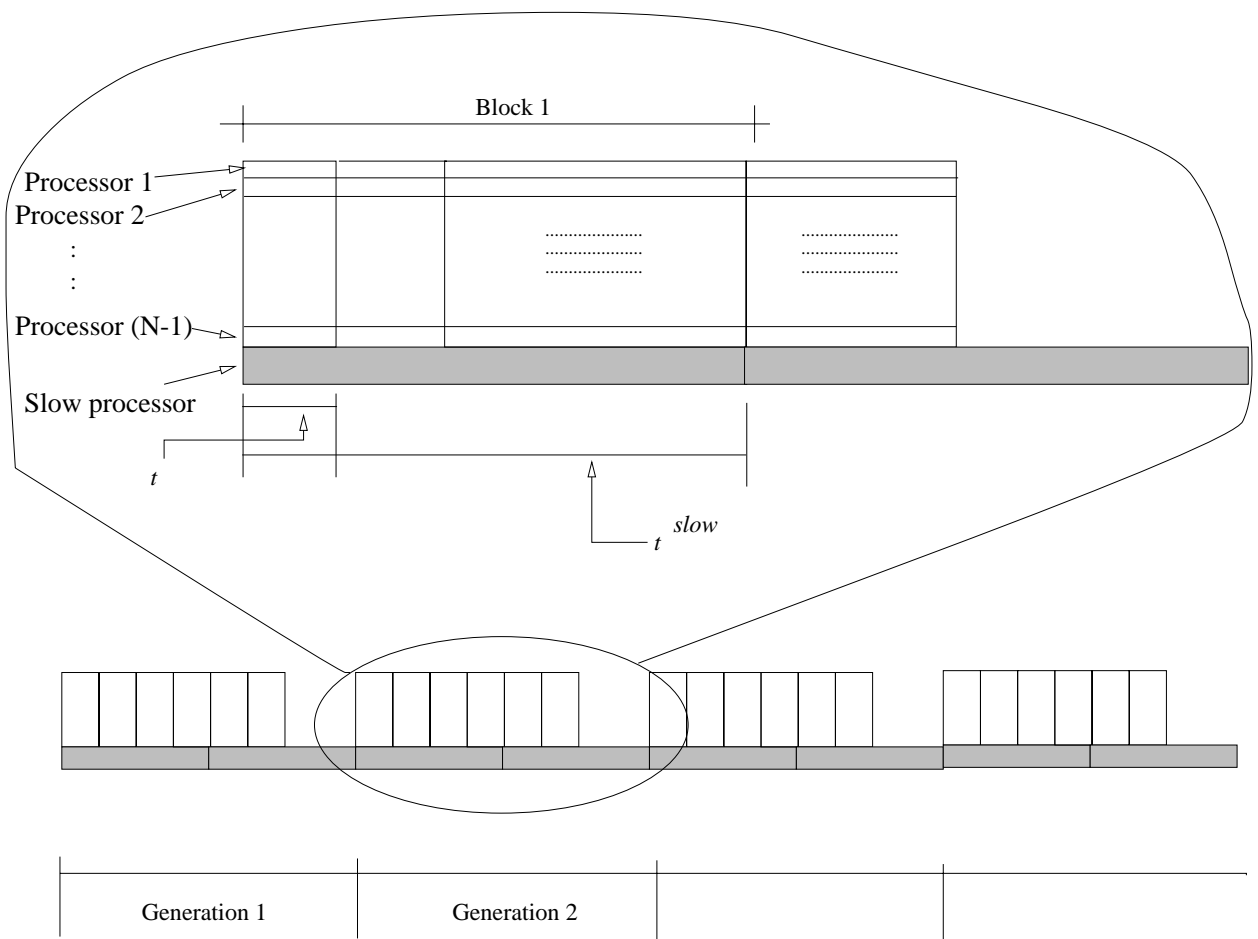 Block 1
Processor 1
Processor 2
:
:
Processor (N-1)
Slow processor
t
t slow
Generation 1
Generation 2